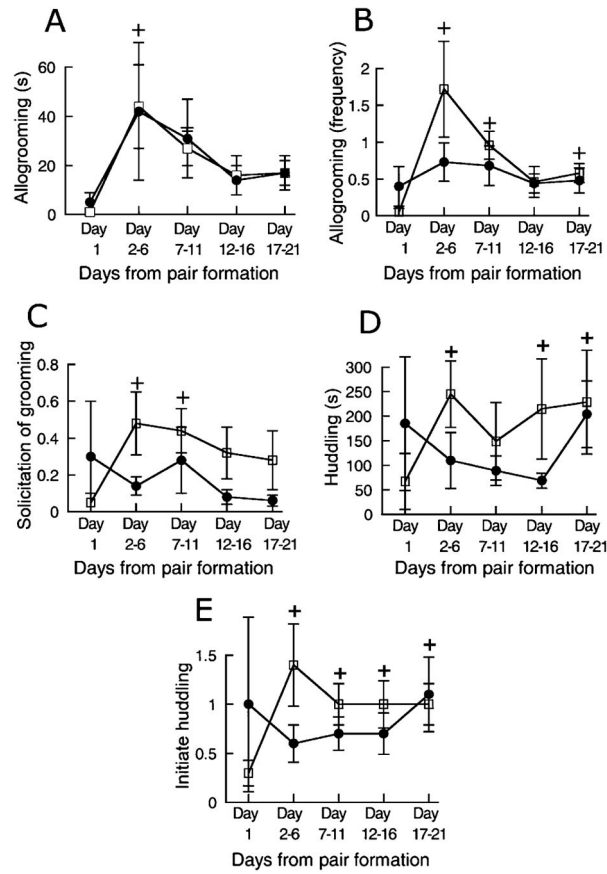 A
+
Allogrooming (s)
60
40
20
0
Day Day Day Day Day
1 2-6 7-11 12-16 17-21
Days from pair formation
B
+ + +
Allogrooming (frequency)
2
1.5
1
0.5
0
Day Day Day Day Day
1 2-6 7-11 12-16 17-21
Days from pair formation
C
+ +
Solicitation of grooming
0.8
0.6
0.4
0.2
0
Day Day Day Day Day
1 2-6 7-11 12-16 17-21
Days from pair formation
D
+ + +
Huddling (s)
300
250
200
150
100
50
0
Day Day Day Day Day
1 2-6 7-11 12-16 17-21
Days from pair formation
E
+ + + +
Initiate huddling
1.5
1
0.5
0
Day Day Day Day Day
1 2-6 7-11 12-16 17-21
Days from pair formation